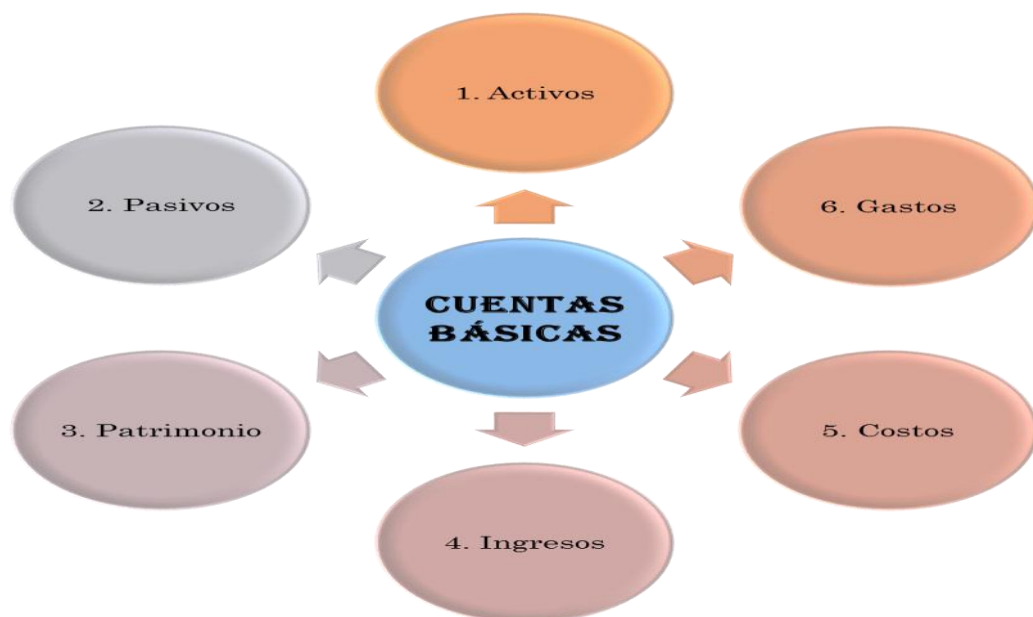 CUENTAS
BÁSICAS
1. Activos
2. Pasivos
3. Patrimonio
4. Ingresos
5. Costos
6. Gastos